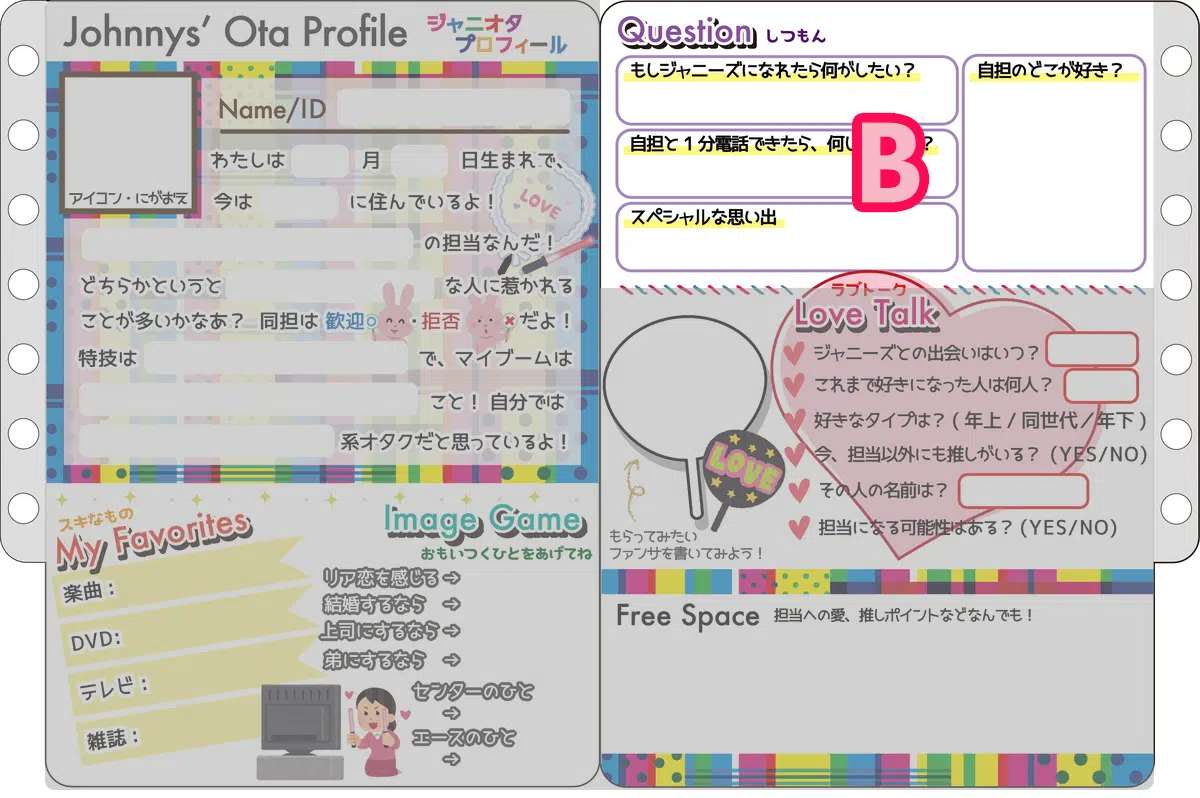 Johnnys’ Ota Profile
ジャニオタ
プロフィール
Name/ID
アイコン・にがおえ
わたしは 月 日生まれで、
今は に住んでいるよ！
LOVE
の担当なんだ！
どちらかというと な人に惹かれる
ことが多いかなあ？ 同担は 歓迎○・拒否×だよ！
特技は で、マイブームは
こと！ 自分では
系オタクだと思っているよ！
スキなもの
My Favorites
楽曲：
DVD:
テレビ：
雑誌：
Image Game
おもいつくひとをあげてね
リア恋を感じる→
結婚するなら →
上司にするなら→
弟にするなら →
センターのひと
→
エースのひと
→
Question しつもん
もしジャニーズになれたら何がしたい？
自担と1分電話できたら、何し ？
B
スペシャルな思い出
自担のどこが好き？
ラブトーク
Love Talk
ジャニーズとの出会いはいつ？
これまで好きになった人は何人？
好きなタイプは？(年上/同世代/年下)
今、担当以外にも推しがいる？(YES/NO)
その人の名前は？
担当になる可能性はある？(YES/NO)
LOVE
もらってみたい
ファンサを書いてみよう！
Free Space 担当への愛、推しポイントなどなんでも！